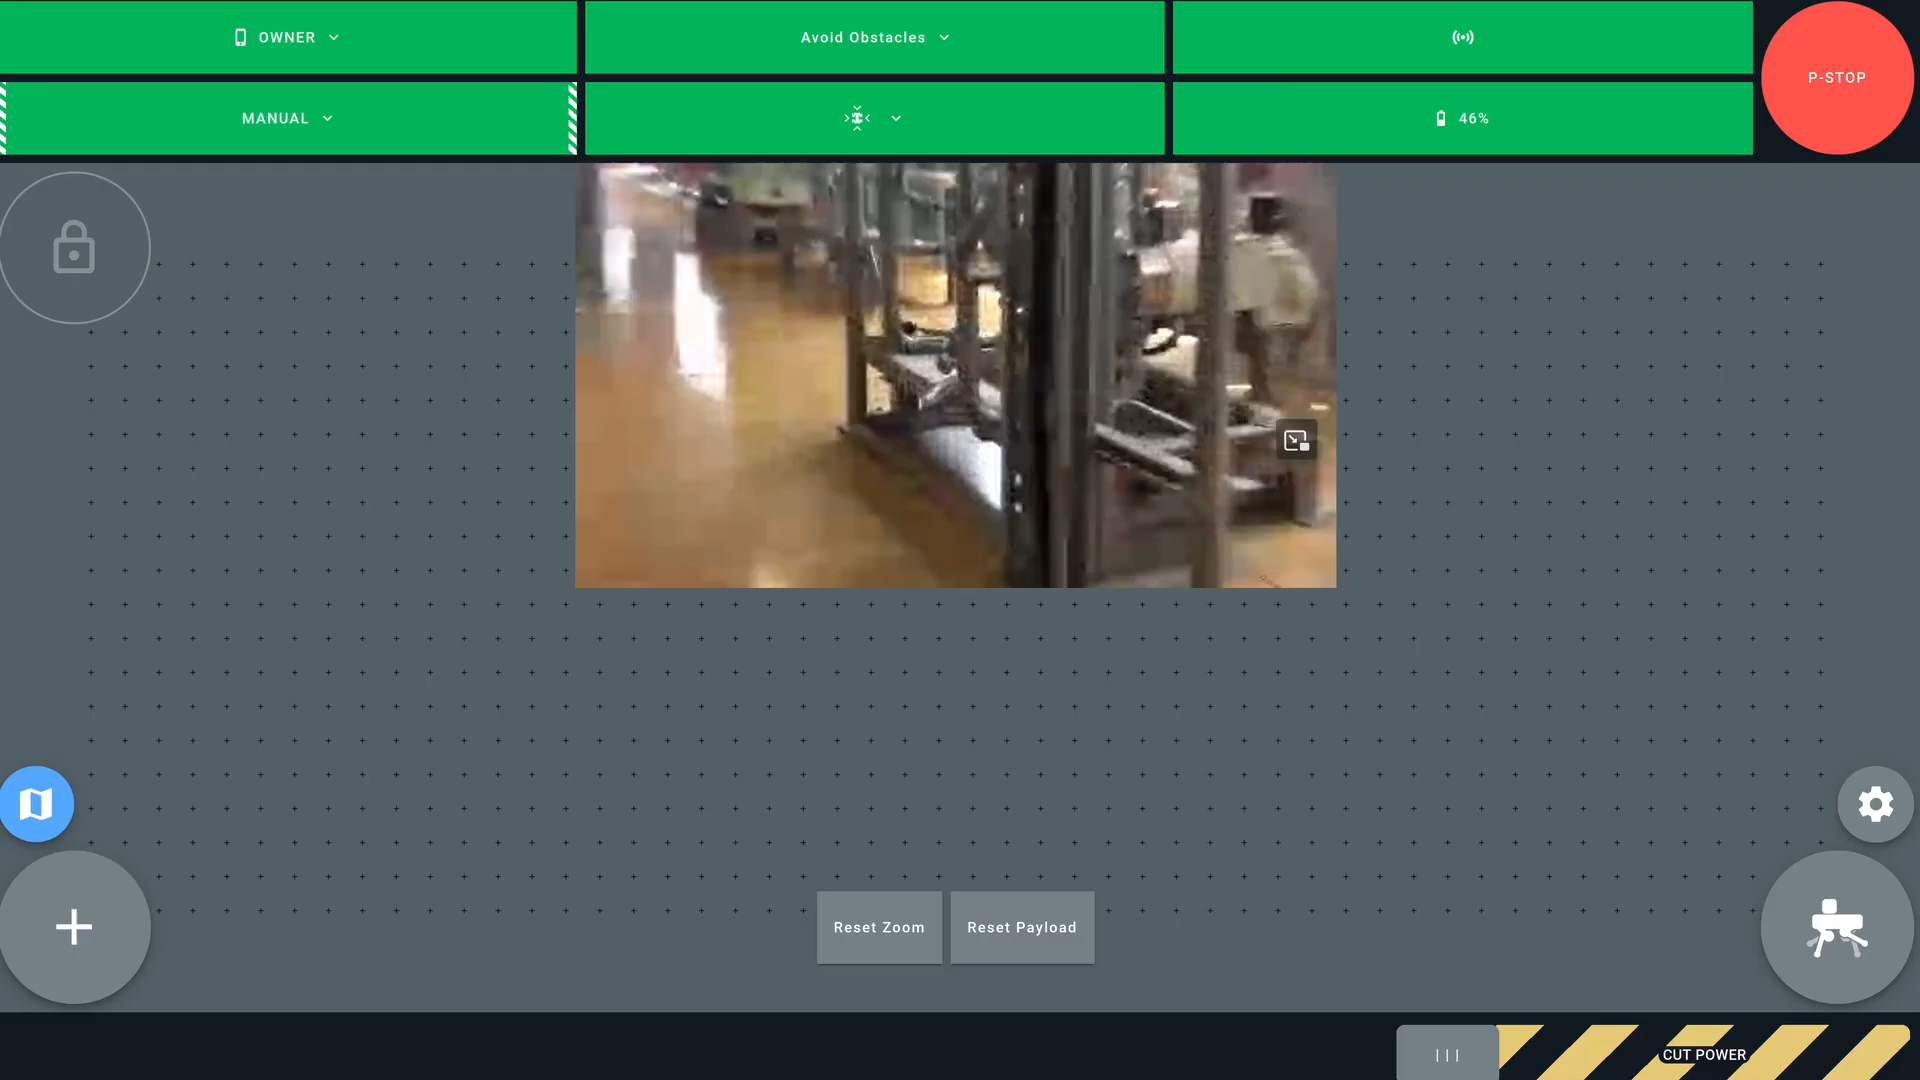 OWNER
Avoid Obstacles
P-STOP
MANUAL
46%
Reset Zoom
Reset Payload
CUT POWER